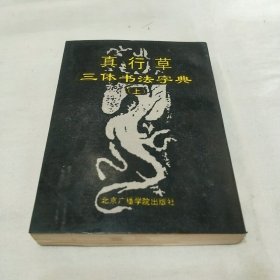 真行草
三体书法字典
（上）
北京广播学院出版社